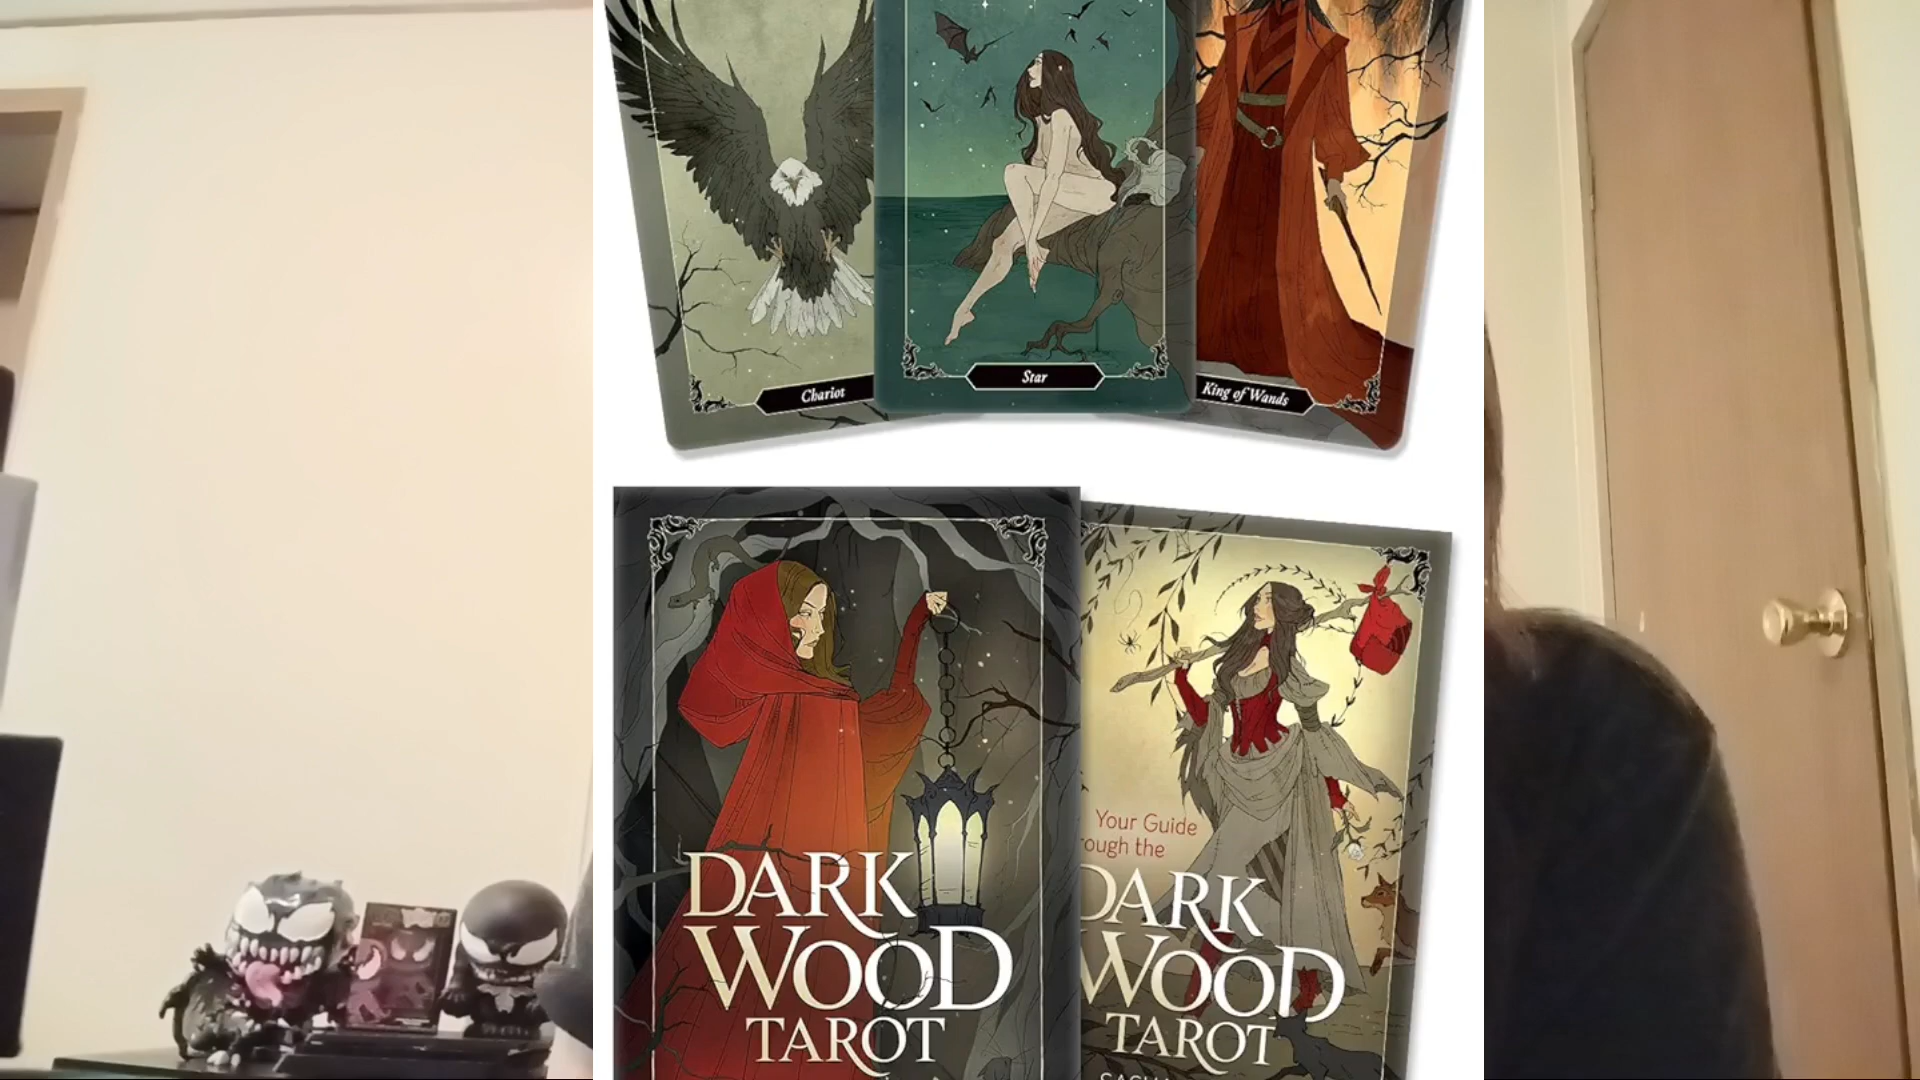 Chariot
Star
King of Wands
DARK
WOOD
TAROT
Your Guide
rough the
DARK
WOOD
TAROT